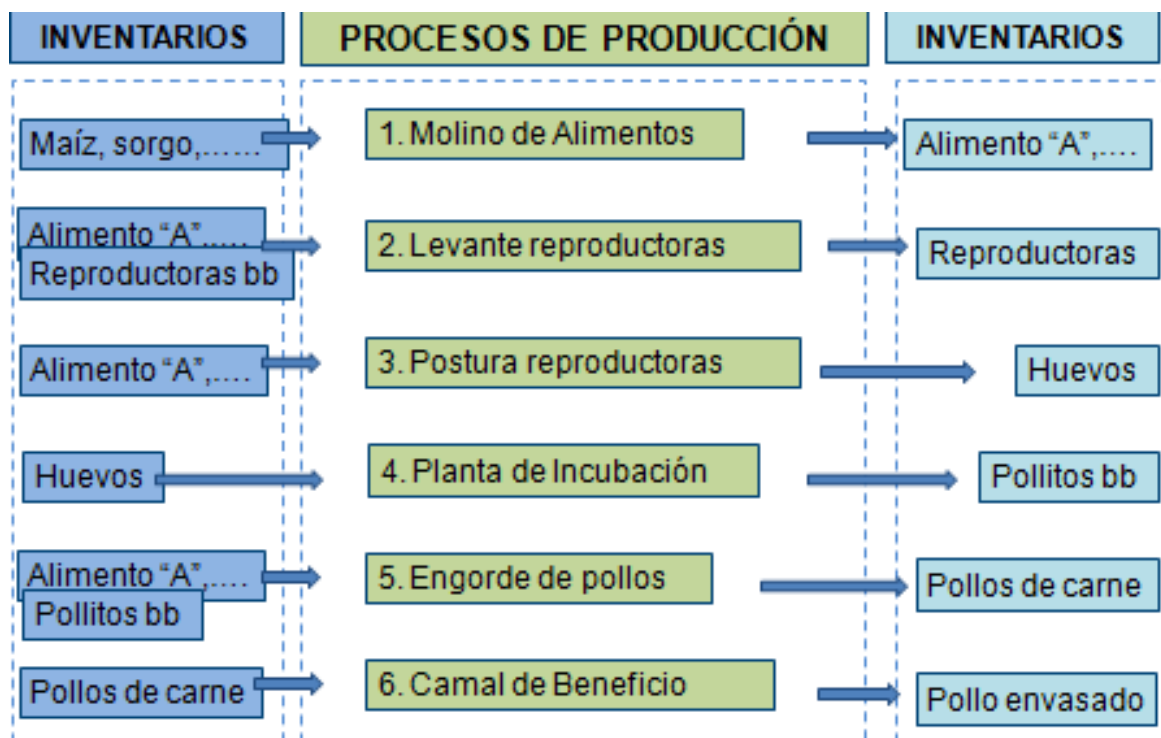 INVENTARIOS
PROCESOS DE PRODUCCIÓN
INVENTARIOS
Maíz, sorgo,......
1. Molino de Alimentos
Alimento “A”,....
Alimento “A”,....
Reproductoras bb
2. Levante reproductoras
Reproductoras
Alimento “A”,....
3. Postura reproductoras
Huevos
Huevos
4. Planta de Incubación
Pollitos bb
Alimento “A”,....
Pollitos bb
5. Engorde de pollos
Pollos de carne
Pollos de carne
6. Camal de Beneficio
Pollo envasado